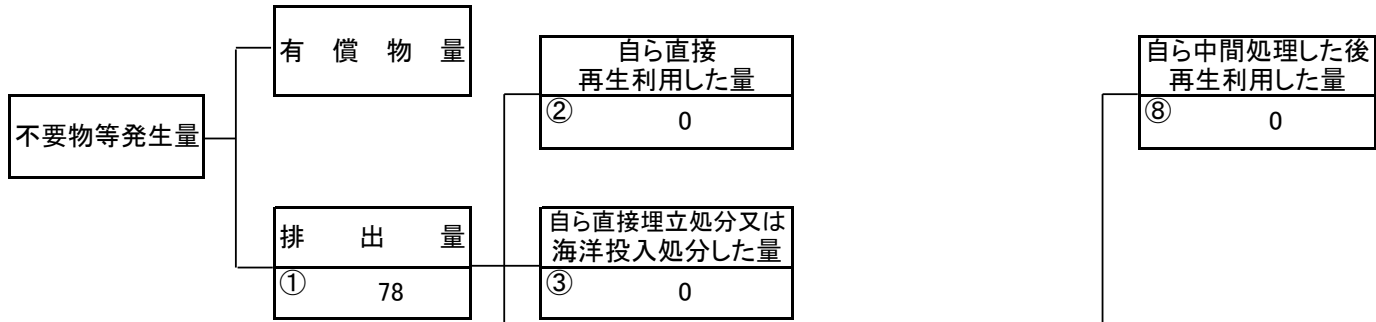 有償物量
自ら直接
再生利用した量
② 0
自ら中間処理した後
再生利用した量
⑧ 0
不要物等発生量
排出量
① 78
自ら直接埋立処分又は
海洋投入処分した量
③ 0